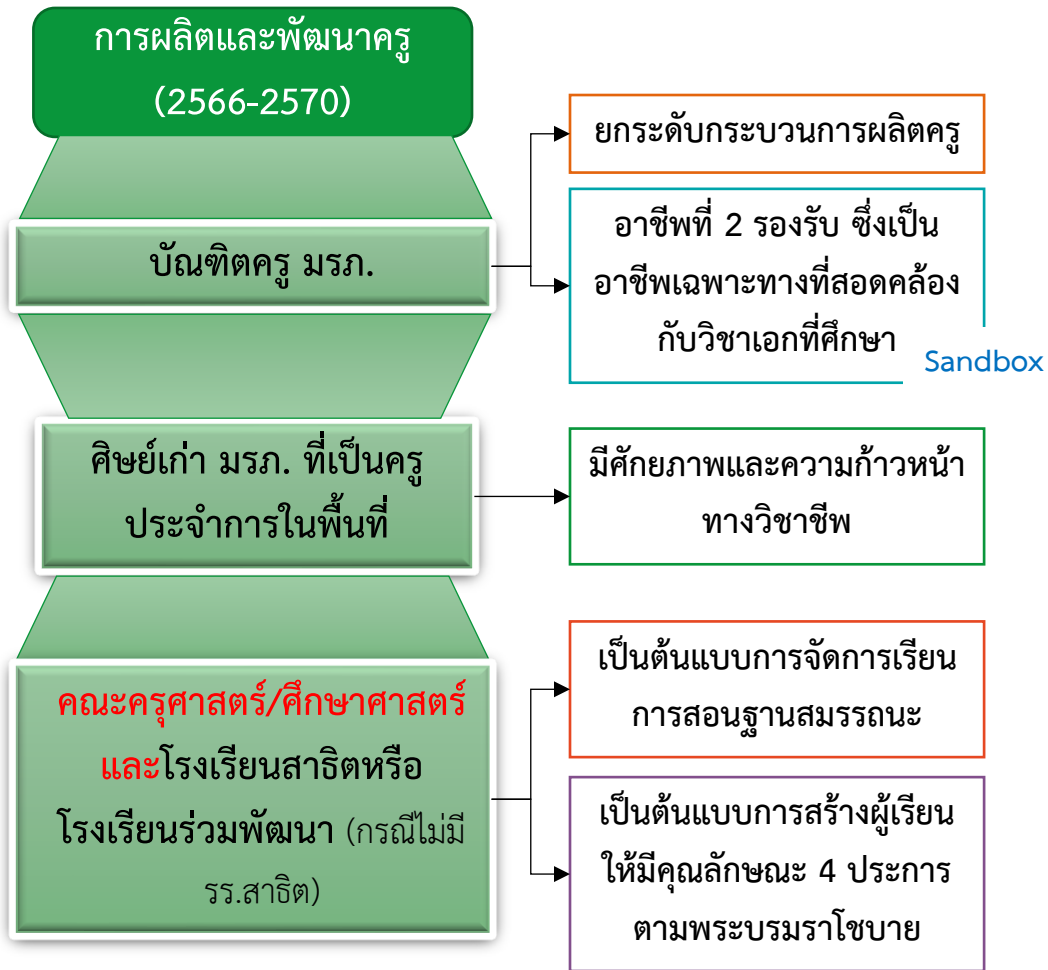 การผลิตและพัฒนาครู
(2566-2570)
ยกระดับกระบวนการผลิตครู
บัณฑิตครู มรภ.
อาชีพที่ 2 รองรับ ซึ่งเป็น
อาชีพเฉพาะทางที่สอดคล้อง
กับวิชาเอกที่ศึกษา
Sandbox
ศิษย์เก่า มรภ. ที่เป็นครู
ประจำการในพื้นที่
มีศักยภาพและความก้าวหน้า
ทางวิชาชีพ
คณะครุศาสตร์/ศึกษาศาสตร์
และโรงเรียนสาธิตหรือ
โรงเรียนร่วมพัฒนา (กรณีไม่มี
รร.สาธิต)
เป็นต้นแบบการจัดการเรียน
การสอนฐานสมรรถนะ
เป็นต้นแบบการสร้างผู้เรียน
ให้มีคุณลักษณะ 4 ประการ
ตามพระบรมราโชบาย